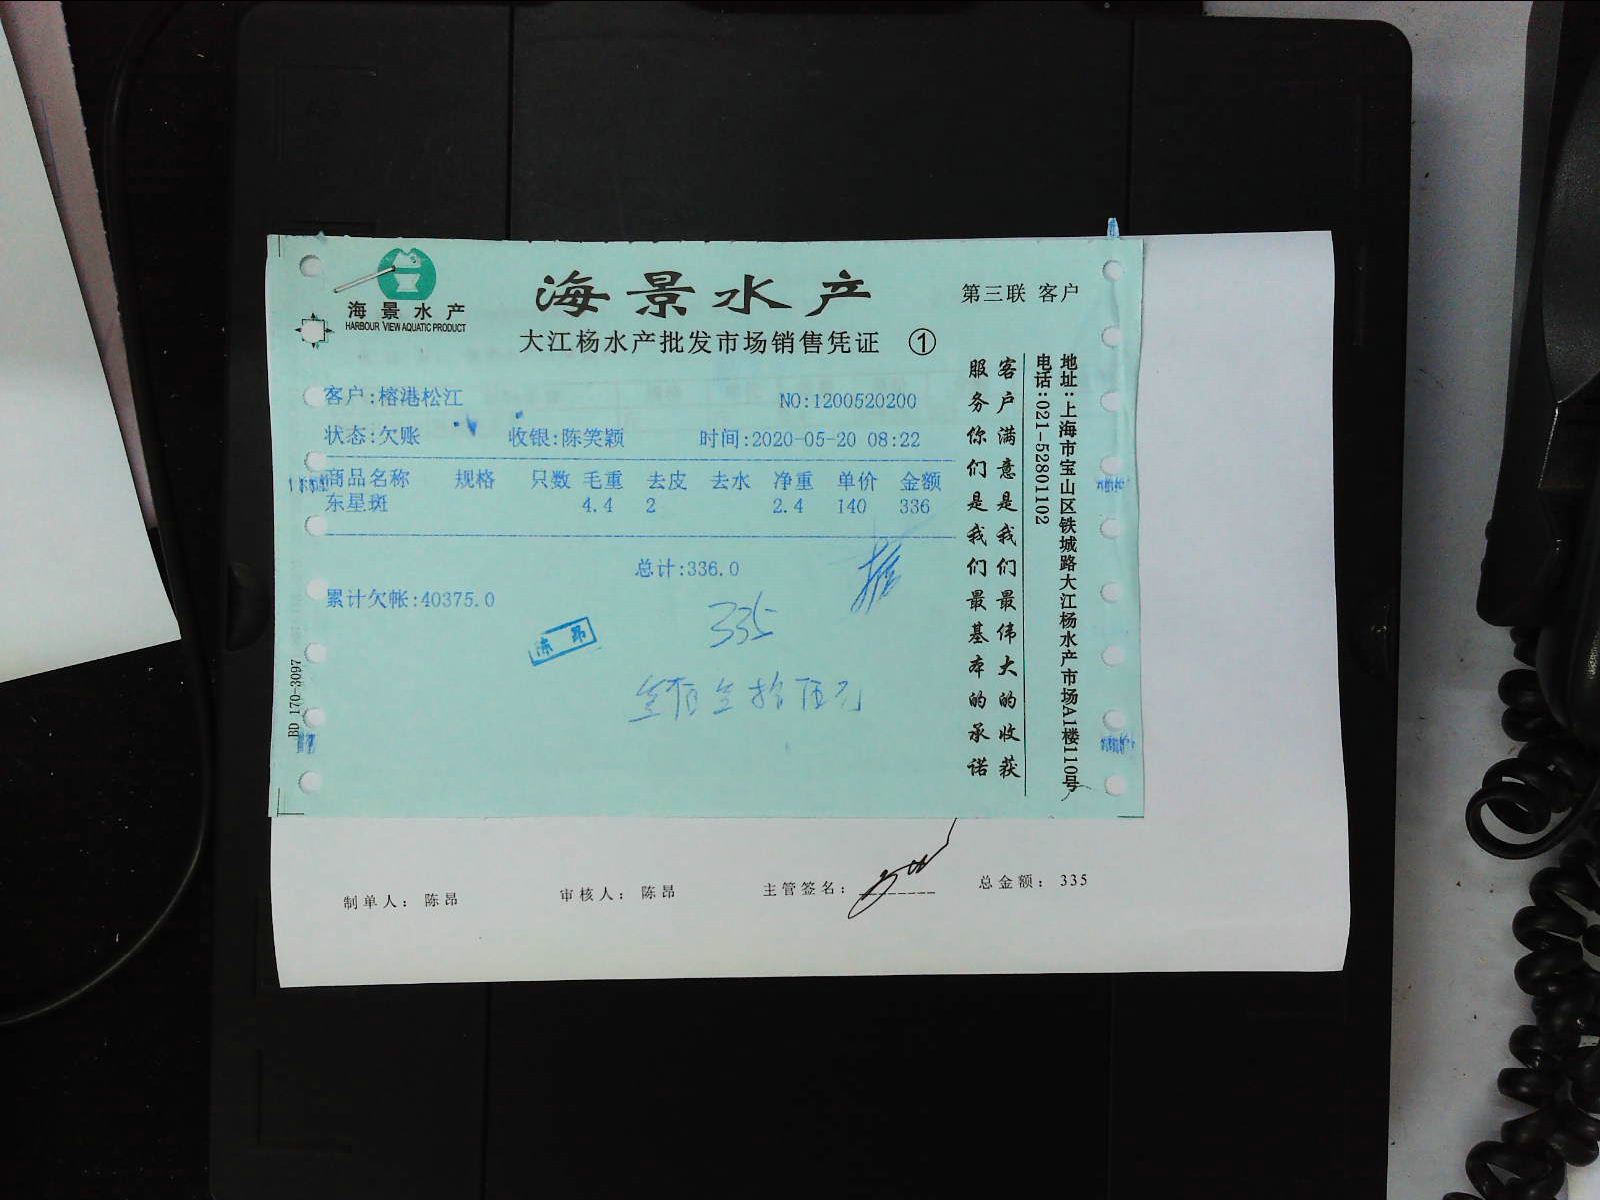 海景水产
HARBOUR VIEW AQUATIC PRODUCT
海景水产
第三联 客户
大江杨水产批发市场销售凭证 ①
客户:榕港松江
NO:1200520200
状态:欠账 收银:陈笑颖 时间:2020-05-20 08:22
商品名称 规格 只数 毛重 去皮 去水 净重 单价 金额
东星斑 4.4 2 2.4 140 336
总计:336.0
累计欠帐:40375.0
335
陈昂
叁佰叁拾伍元
BD 170-3097
客户满意是我们最伟大的收获
服务你们是我们最基本的承诺
地址:上海市宝山区铁城路大江杨水产市场A1楼110号
电话:021-52801102
制单人: 陈昂 审核人: 陈昂 主管签名: 总金额: 335